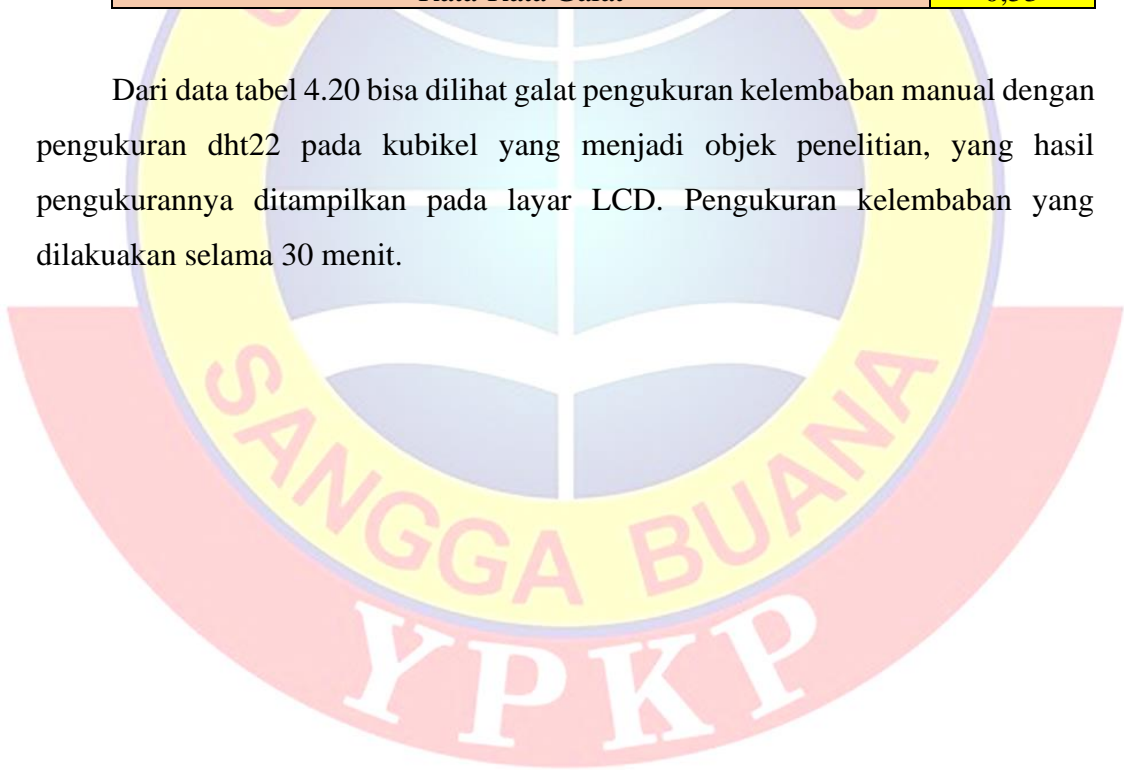 Dari data tabel 4.20 bisa dilihat galat pengukuran kelembaban manual dengan
pengukuran dht22 pada kubikel yang menjadi objek penelitian, yang hasil
pengukurannya ditampilkan pada layar LCD. Pengukuran kelembaban yang
dilakuakan selama 30 menit.
SANGGA BUANA
YPKP